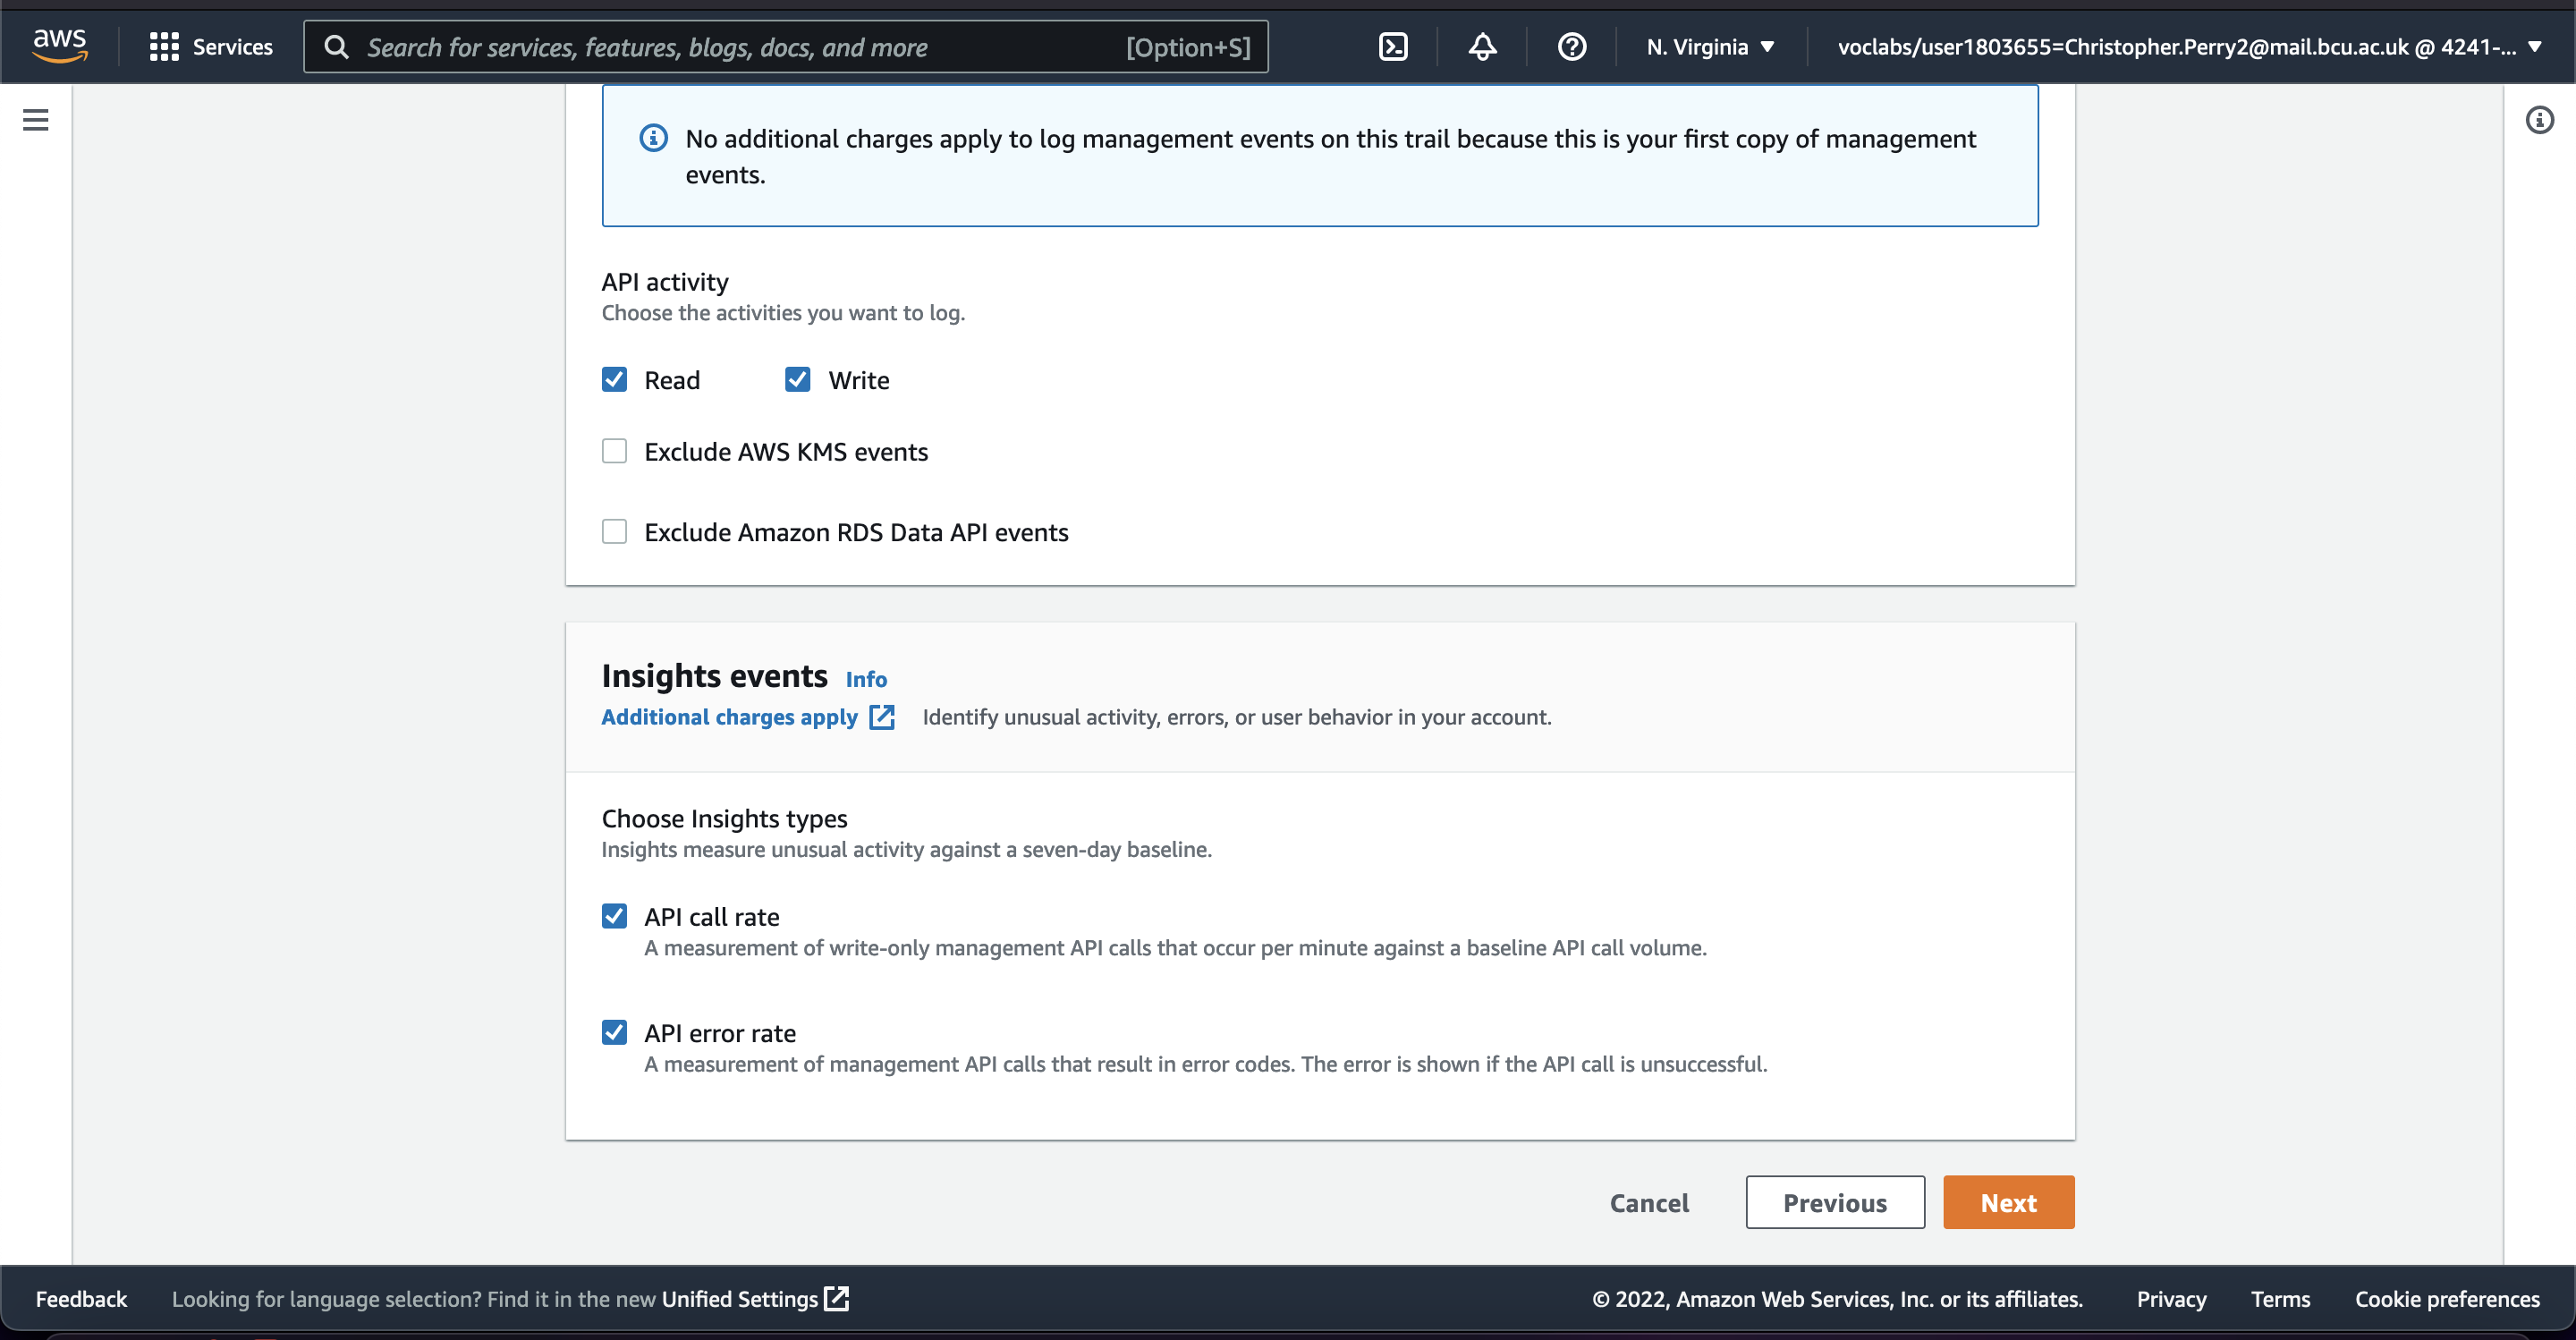 aws
Services
Search for services, features, blogs, docs, and more [Option+S]
N. Virginia ▼
voclabs/user1803655=Christopher.Perry2@mail.bcu.ac.uk @ 4241-... ▼
No additional charges apply to log management events on this trail because this is your first copy of management
events.
API activity
Choose the activities you want to log.
Read Write
Exclude AWS KMS events
Exclude Amazon RDS Data API events
Insights events Info
Additional charges apply Identify unusual activity, errors, or user behavior in your account.
Choose Insights types
Insights measure unusual activity against a seven-day baseline.
API call rate
A measurement of write-only management API calls that occur per minute against a baseline API call volume.
API error rate
A measurement of management API calls that result in error codes. The error is shown if the API call is unsuccessful.
Cancel Previous Next
Feedback Looking for language selection? Find it in the new Unified Settings © 2022, Amazon Web Services, Inc. or its affiliates. Privacy Terms Cookie preferences